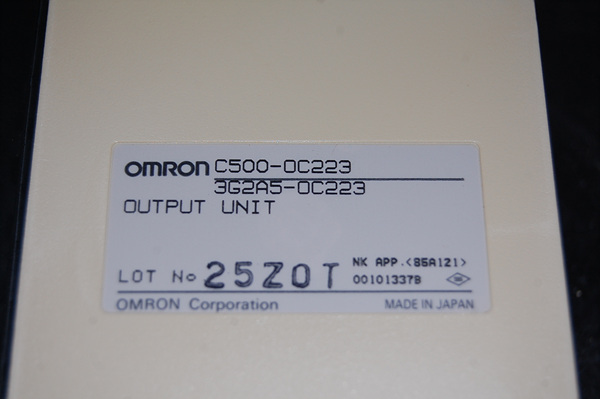 OMRON C500-OC223
3G2A5-OC223
OUTPUT UNIT
NK APP.<85A121>
LOT No 25Z0T 00101337B
OMRON Corporation MADE IN JAPAN